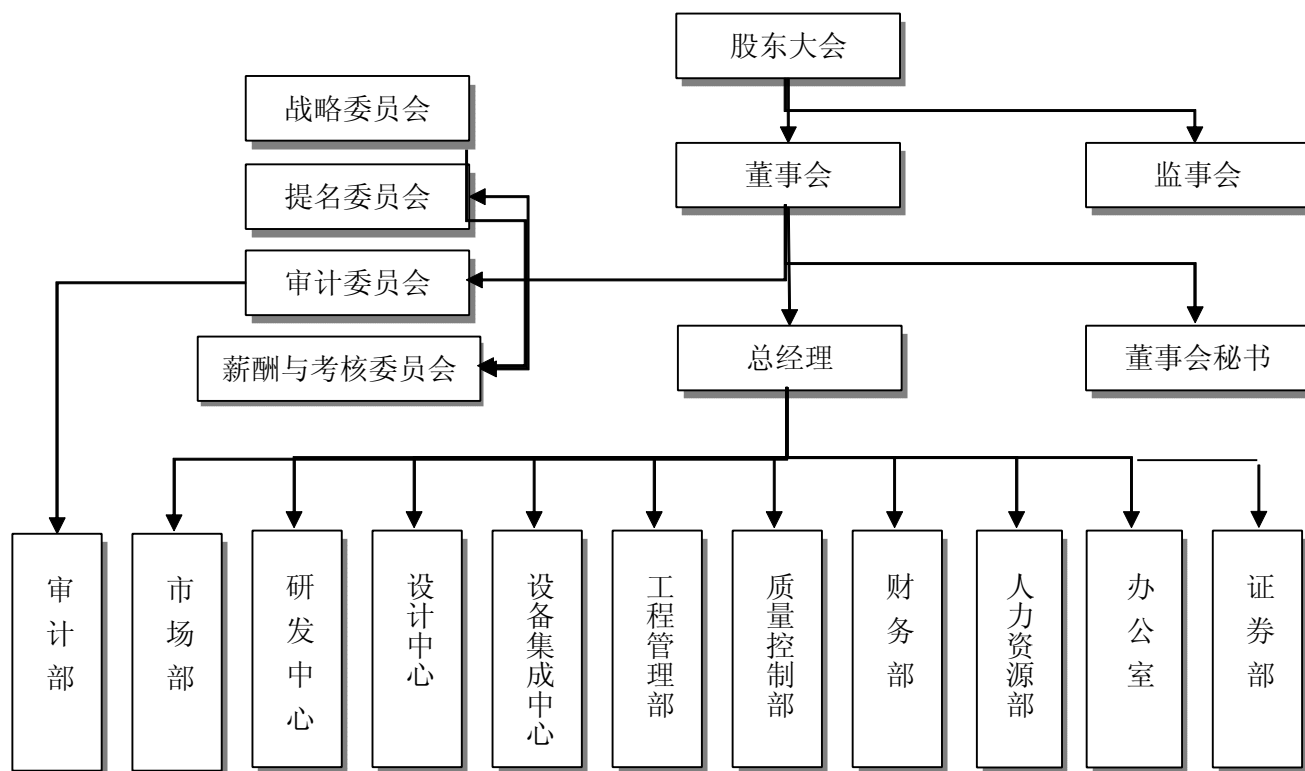 股东大会
战略委员会
董事会
监事会
提名委员会
审计委员会
总经理
董事会秘书
薪酬与考核委员会
审计部
市场部
研发中心
设计中心
设备集成中心
工程管理部
质量控制部
财务部
人力资源部
办公室
证券部